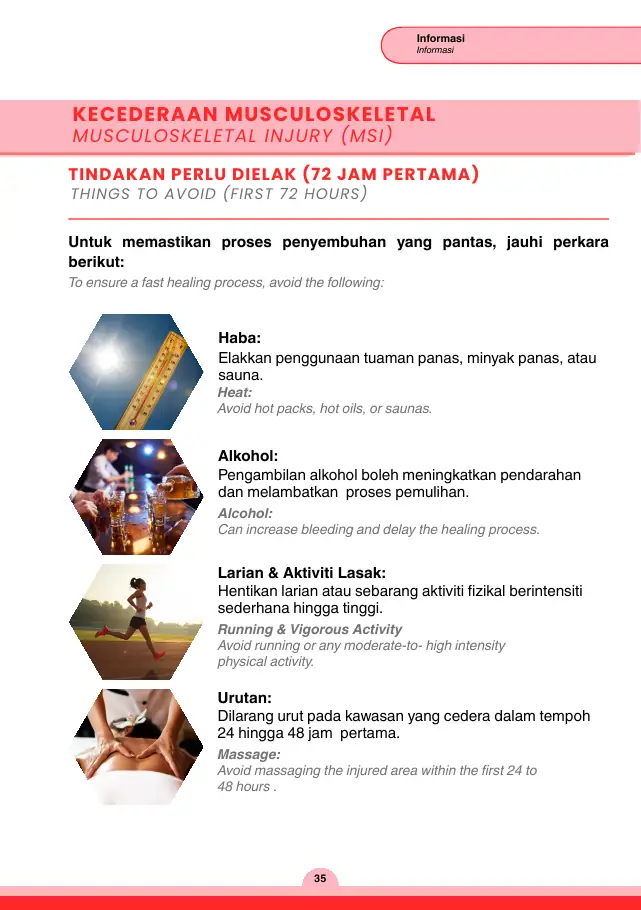 Informasi
Informasi
KECEDERAAN MUSCULOSKELETAL
MUSCULOSKELETAL INJURY (MSI)
TINDAKAN PERLU DIELAK (72 JAM PERTAMA)
THINGS TO AVOID (FIRST 72 HOURS)
Untuk memastikan proses penyembuhan yang pantas, jauhi perkara
berikut:
To ensure a fast healing process, avoid the following:
Haba:
Elakkan penggunaan tuaman panas, minyak panas, atau
sauna.
Heat:
Avoid hot packs, hot oils, or saunas.
Alkohol:
Pengambilan alkohol boleh meningkatkan pendarahan
dan melambatkan proses pemulihan.
Alcohol:
Can increase bleeding and delay the healing process.
Larian & Aktiviti Lasak:
Hentikan larian atau sebarang aktiviti fizikal berintensiti
sederhana hingga tinggi.
Running & Vigorous Activity
Avoid running or any moderate-to- high intensity
physical activity.
Urutan:
Dilarang urut pada kawasan yang cedera dalam tempoh
24 hingga 48 jam pertama.
Massage:
Avoid massaging the injured area within the first 24 to
48 hours .
35